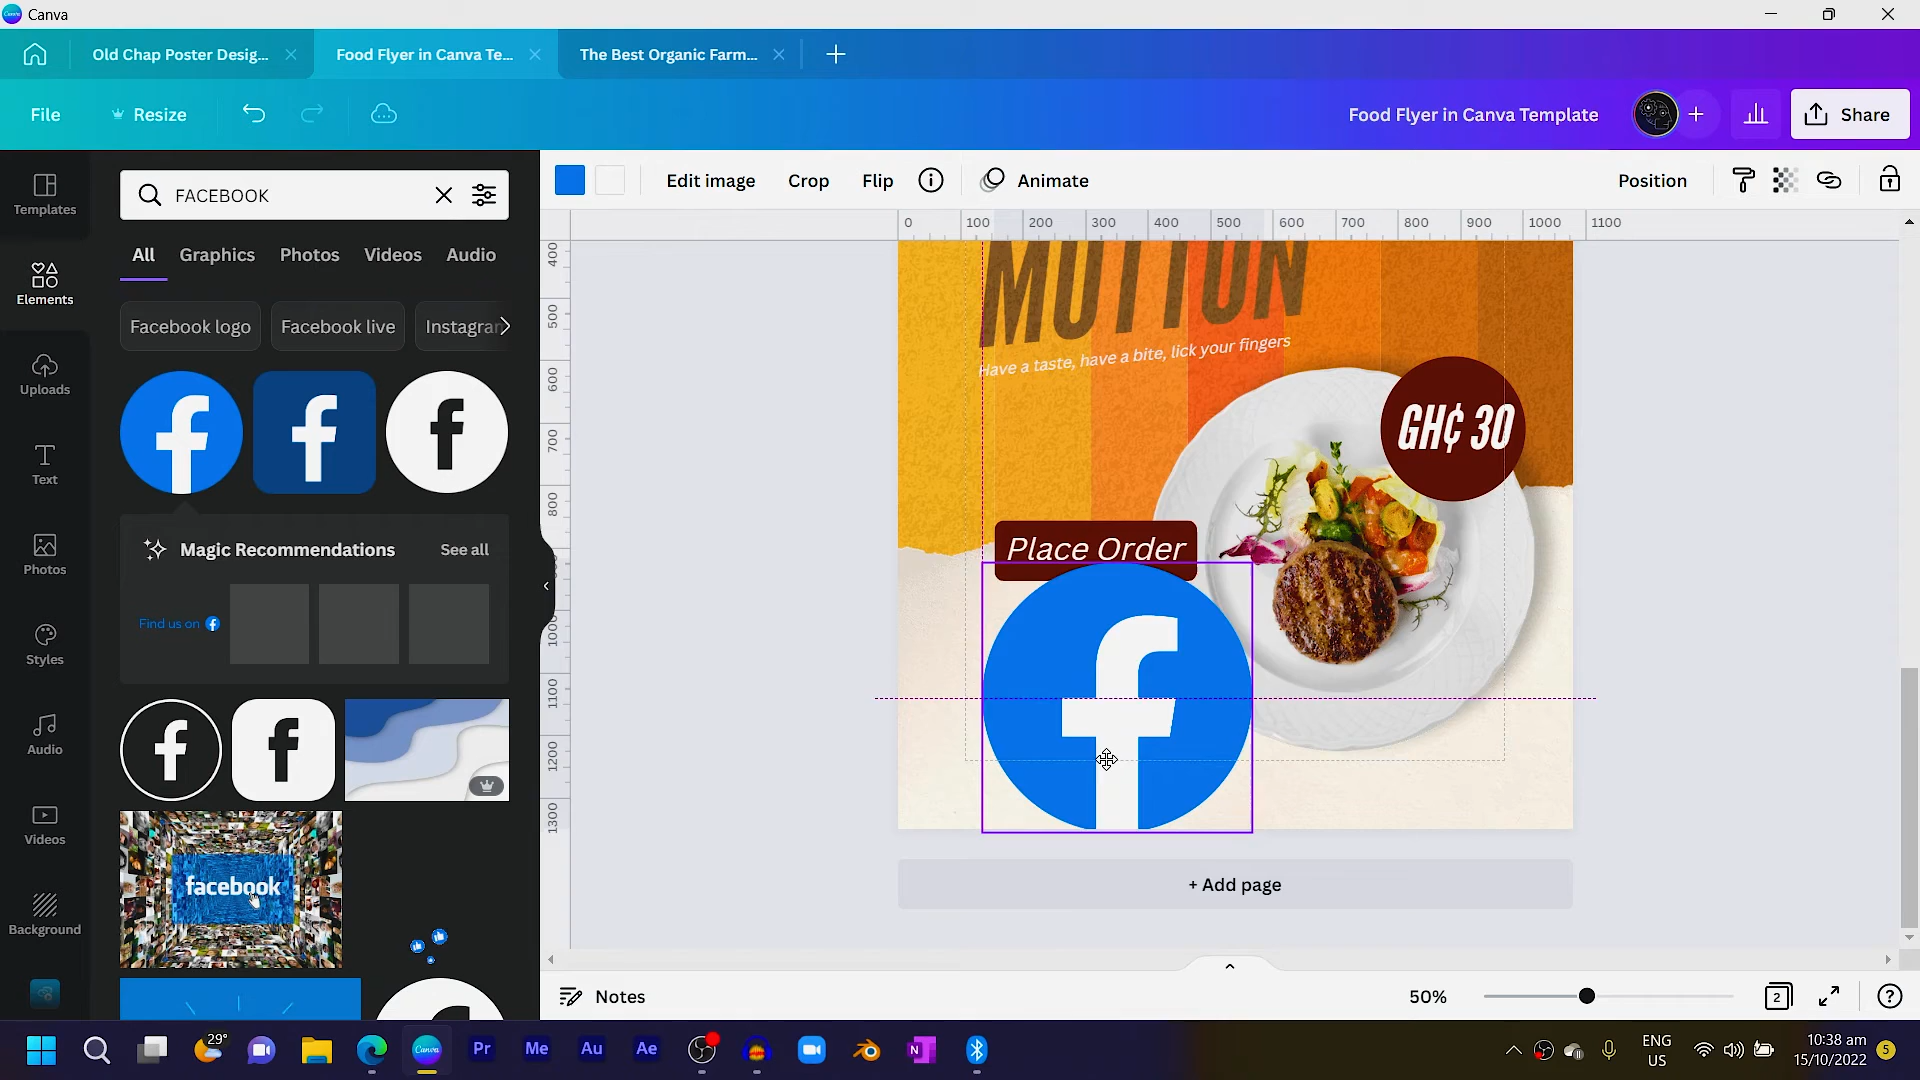 Canva
Old Chap Poster Desig...
Food Flyer in Canva Te...
The Best Organic Farm...
File
Resize
Food Flyer in Canva Template
Share
Templates
Elements
Uploads
Text
Photos
Styles
Audio
Videos
Background
FACEBOOK
All
Graphics
Photos
Videos
Audio
Facebook logo
Facebook live
Instagram
Magic Recommendations
See all
Find us on
facebook
Edit image
Crop
Flip
Animate
Position
0 100 200 300 400 500 600 700 800 900 1000 1100
400
500
600
700
800
1000
1100
1200
1300
MUTTON
Have a taste, have a bite, lick your fingers
GH₵ 30
Place Order
+ Add page
Notes
50%
2
29°
Canva
Pr
Me
Au
Ae
N
ENG
US
10:38 am
15/10/2022
5